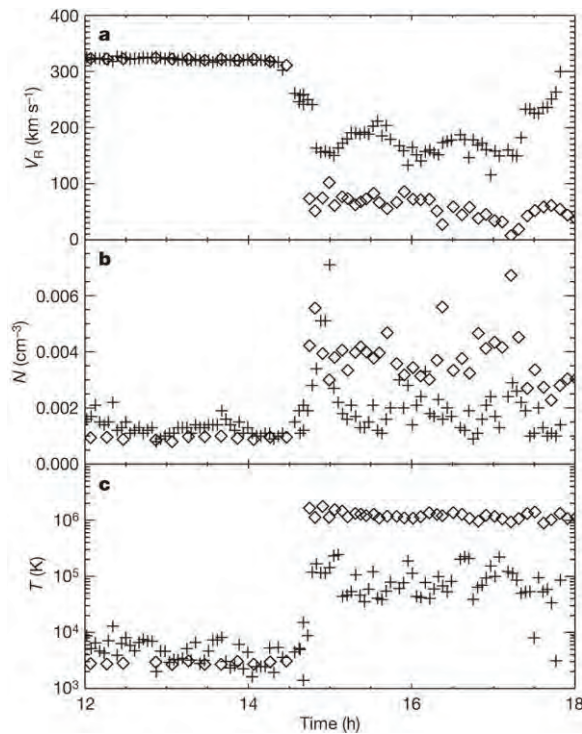 a
400
300
200
100
0
V_R (km s⁻¹)
b
0.006
0.004
0.002
0.000
N (cm⁻³)
c
10⁶
10⁵
10⁴
10³
T (K)
12 14 16 18
Time (h)